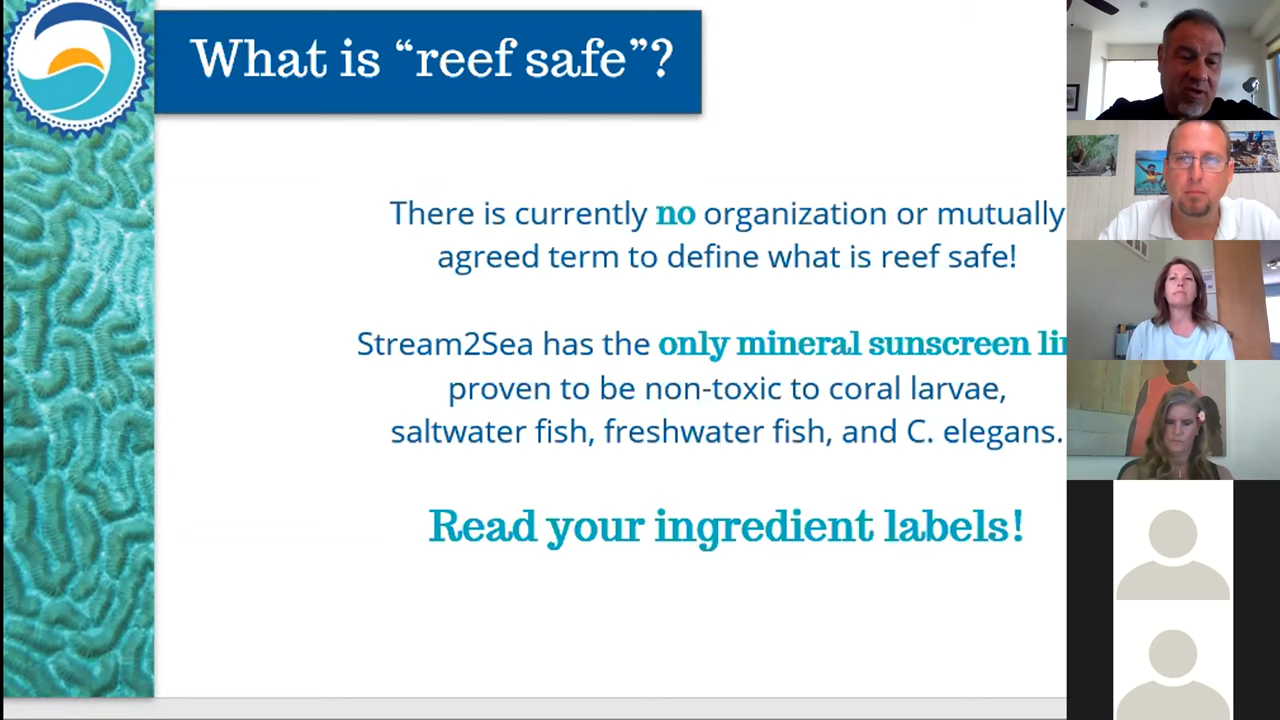 What is “reef safe”?
There is currently no organization or mutually
agreed term to define what is reef safe!
Stream2Sea has the only mineral sunscreen
proven to be non-toxic to coral larvae,
saltwater fish, freshwater fish, and C. elegans.
Read your ingredient labels!